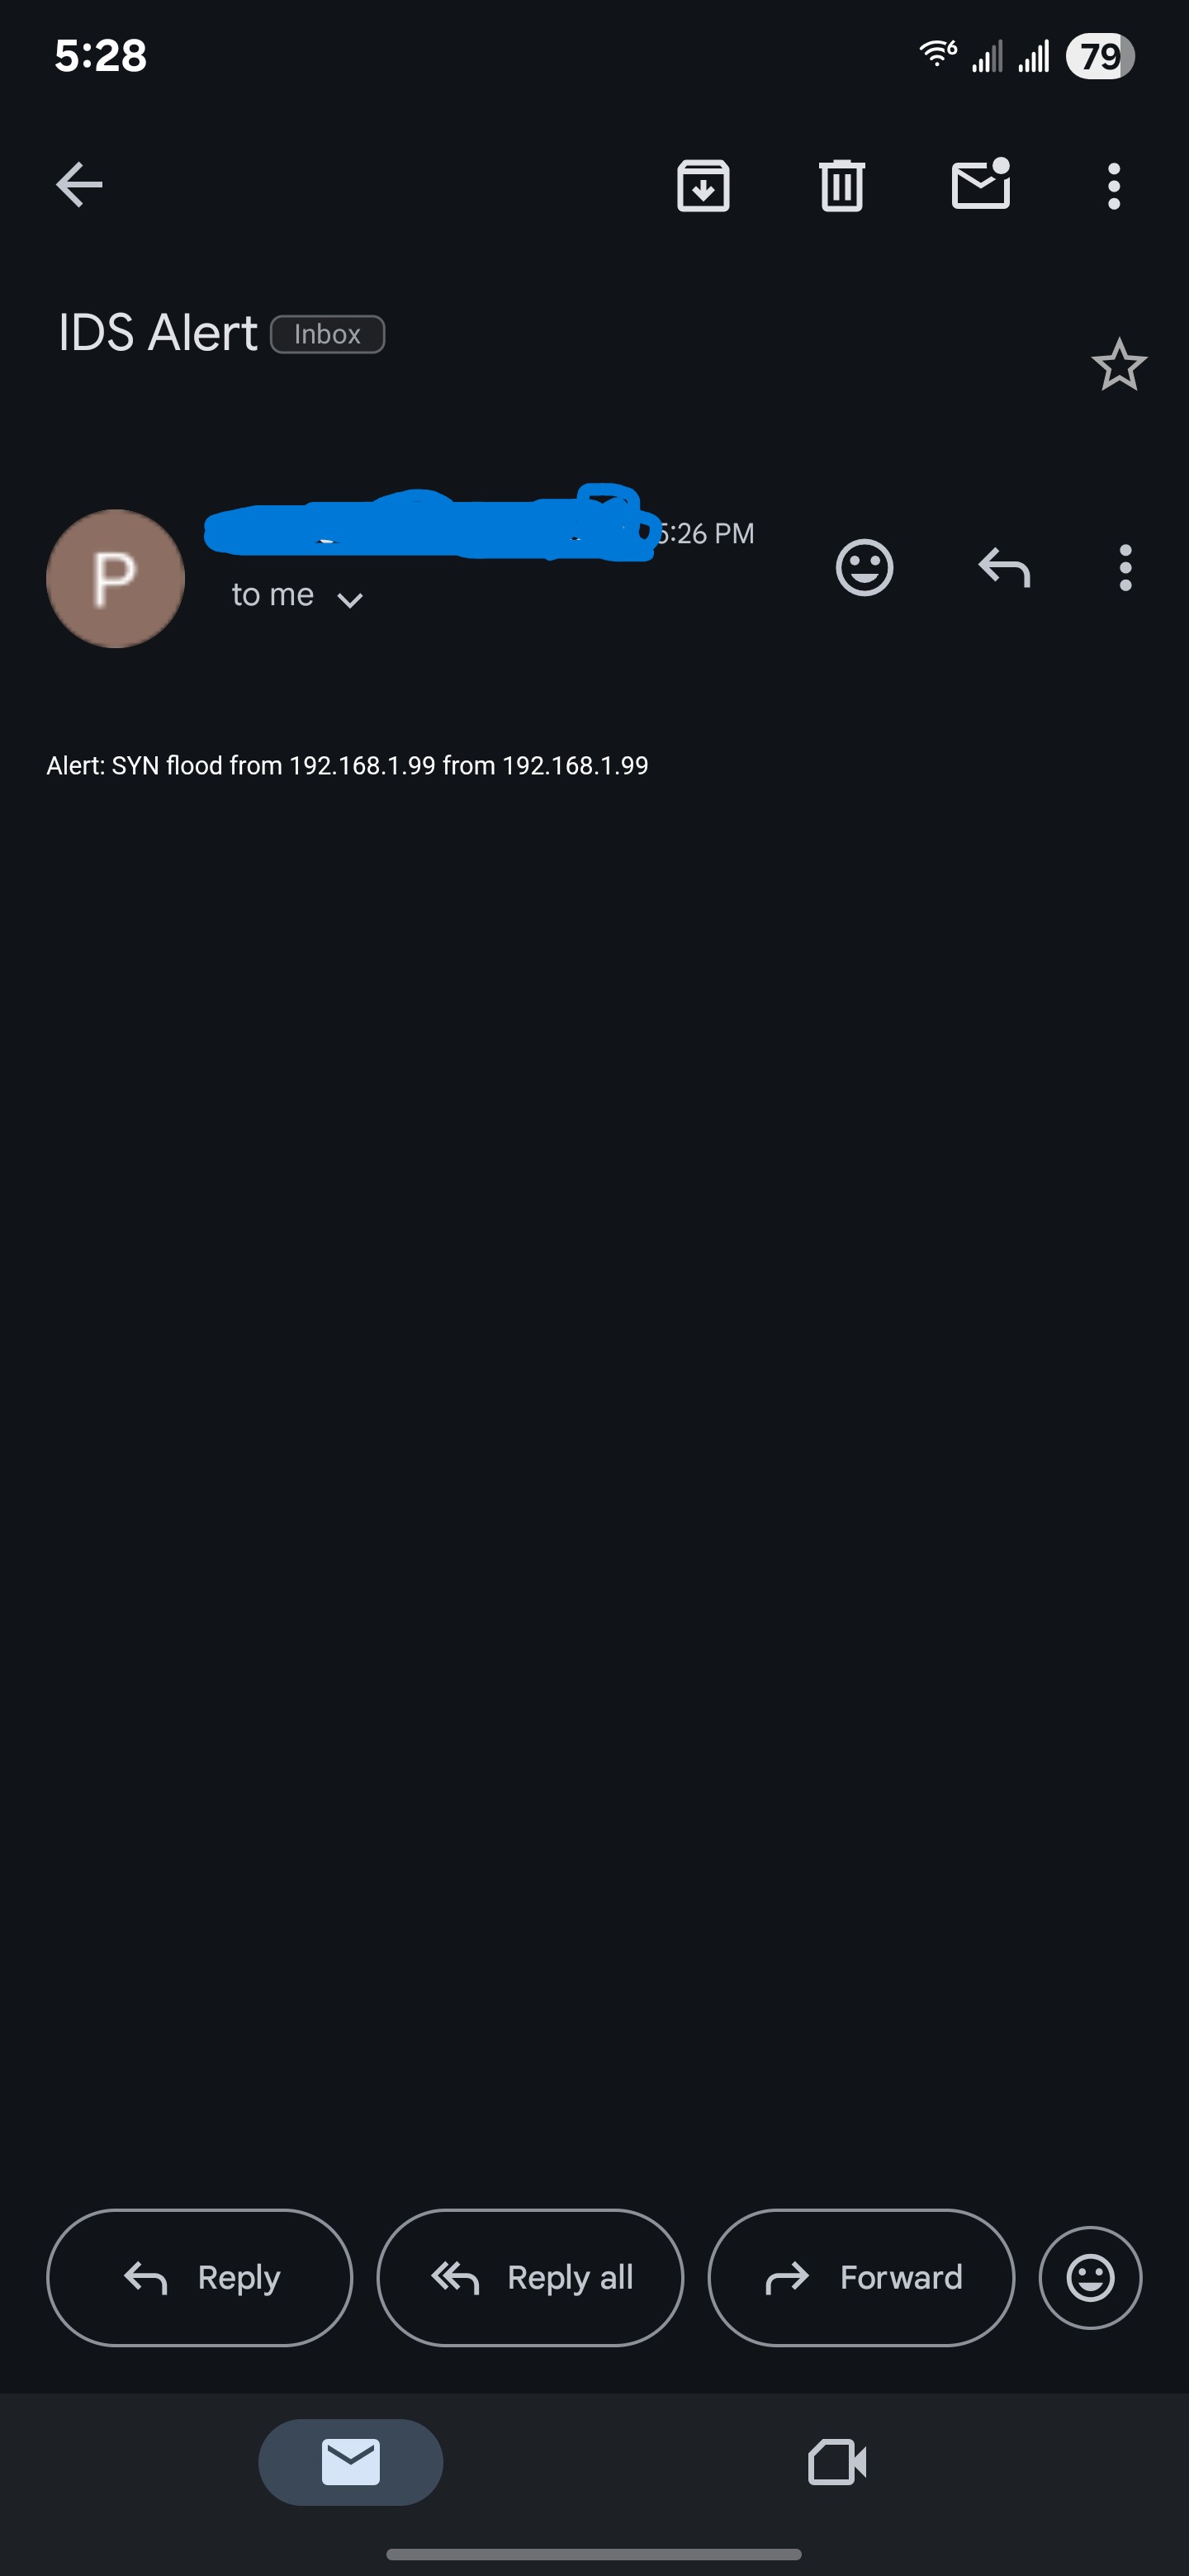 5:28
6
79
IDS Alert Inbox
P
5:26 PM
to me
Alert: SYN flood from 192.168.1.99 from 192.168.1.99
Reply Reply all Forward